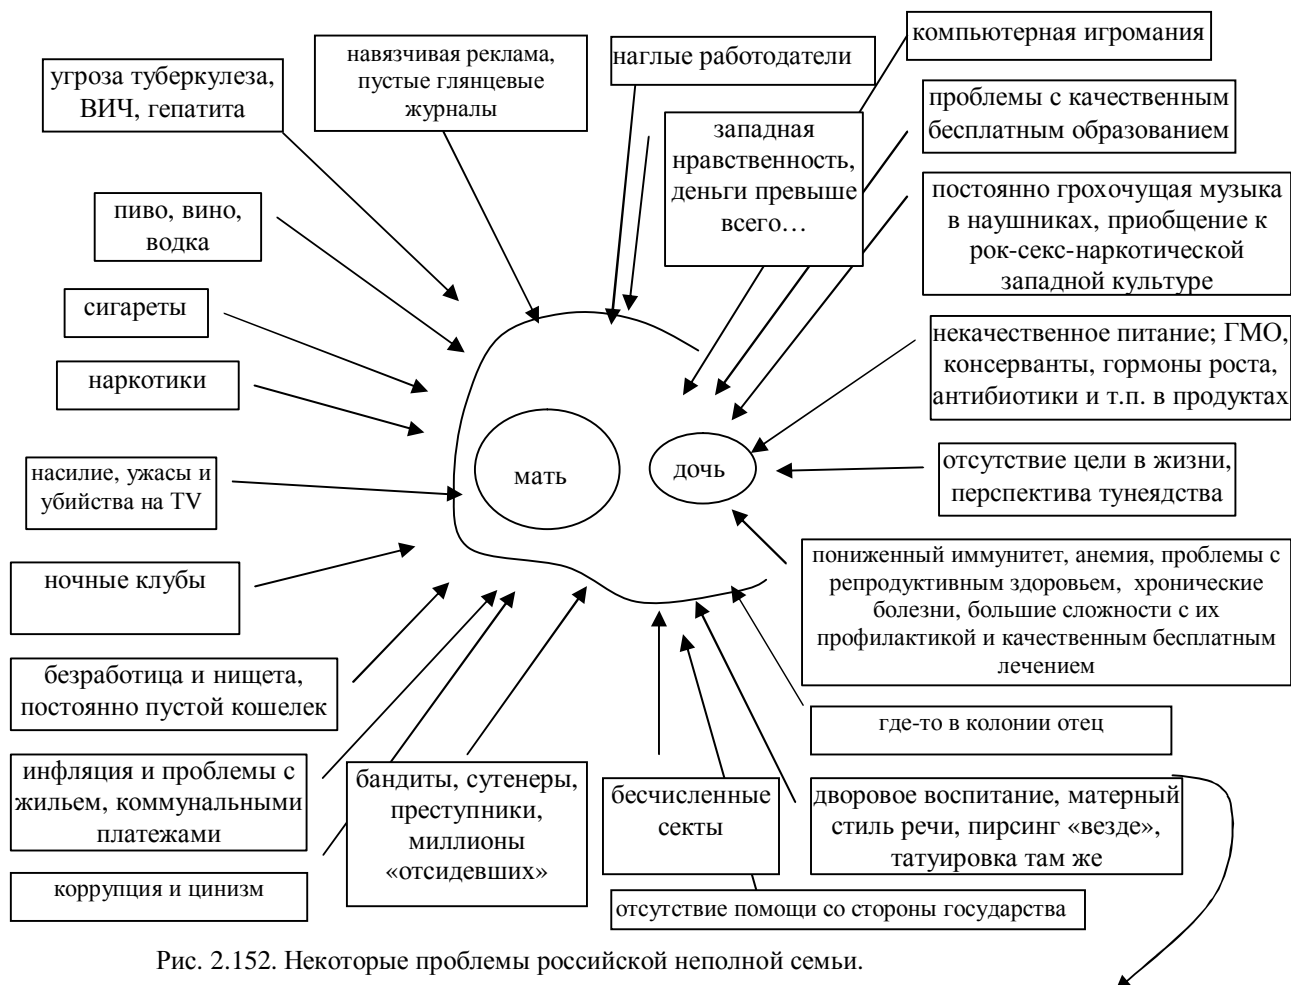 компьютерная игромания
навязчивая реклама,
пустые глянцевые
журналы
наглые работодатели
угроза туберкулеза,
ВИЧ, гепатита
проблемы с качественным
бесплатным образованием
западная
нравственность,
деньги превыше
всего…
постоянно грохочущая музыка
в наушниках, приобщение к
рок-секс-наркотической
западной культуре
пиво, вино,
водка
сигареты
наркотики
некачественное питание; ГМО,
консерванты, гормоны роста,
антибиотики и т.п. в продуктах
мать
дочь
насилие, ужасы и
убийства на TV
отсутствие цели в жизни,
перспектива тунеядства
ночные клубы
пониженный иммунитет, анемия, проблемы с
репродуктивным здоровьем, хронические
болезни, большие сложности с их
профилактикой и качественным бесплатным
лечением
безработица и нищета,
постоянно пустой кошелек
где-то в колонии отец
инфляция и проблемы с
жильем, коммунальными
платежами
бандиты, сутенеры,
преступники,
миллионы
«отсидевших»
бесчисленные
секты
дворовое воспитание, матерный
стиль речи, пирсинг «везде»,
татуировка там же
коррупция и цинизм
отсутствие помощи со стороны государства
Рис. 2.152. Некоторые проблемы российской неполной семьи.